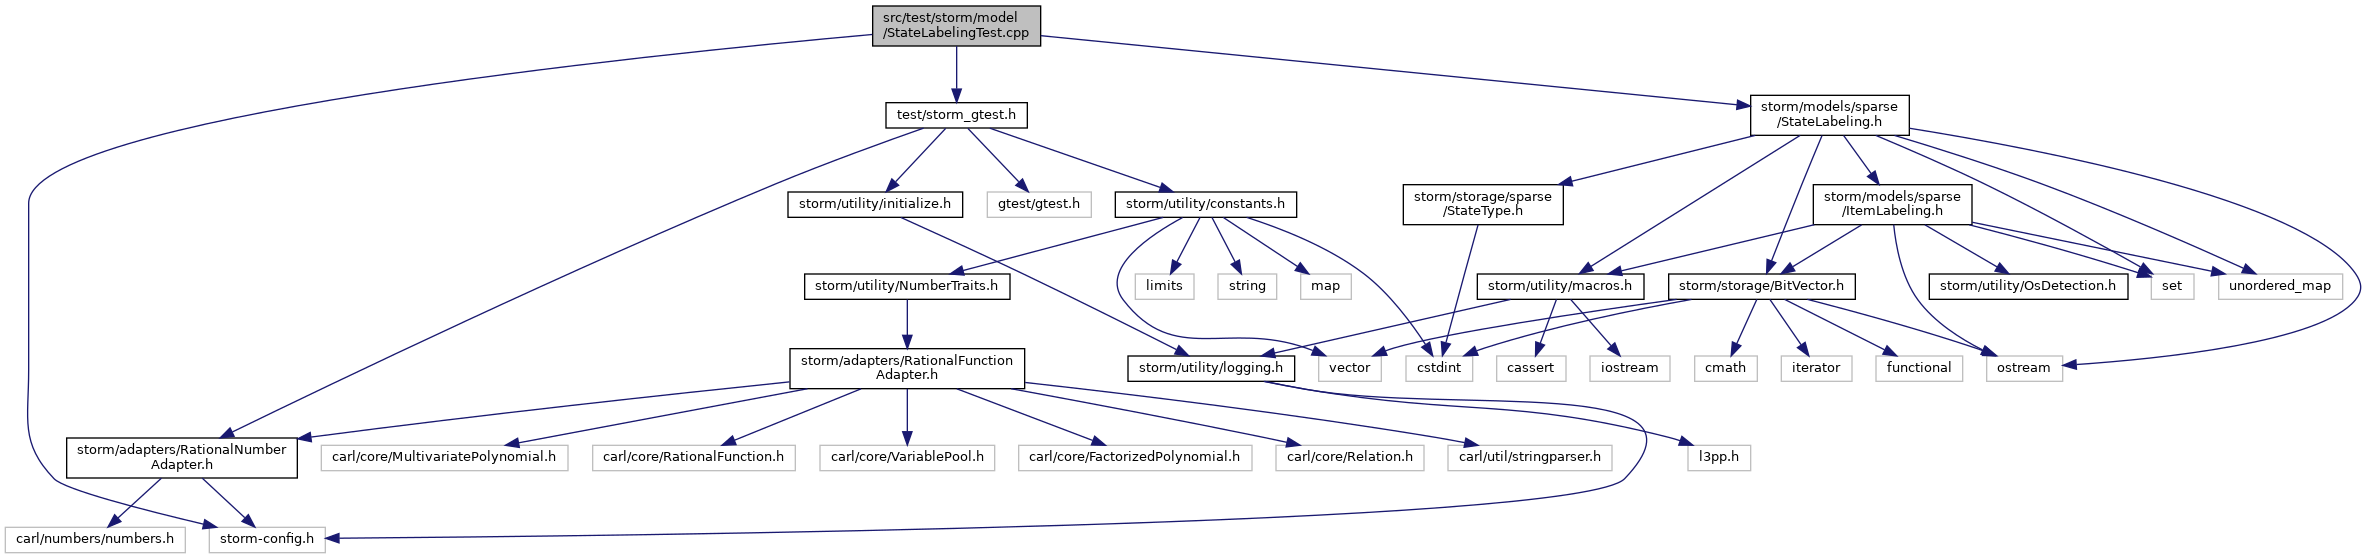 src/test/storm/model
/StateLabelingTest.cpp
test/storm_gtest.h
storm/models/sparse
/StateLabeling.h
storm/utility/initialize.h
gtest/gtest.h
storm/utility/constants.h
storm/storage/sparse
/StateType.h
storm/models/sparse
/ItemLabeling.h
storm/utility/NumberTraits.h
limits
string
map
storm/utility/macros.h
storm/storage/BitVector.h
storm/utility/OsDetection.h
set
unordered_map
storm/adapters/RationalFunction
Adapter.h
storm/utility/logging.h
vector
cstdint
cassert
iostream
cmath
iterator
functional
ostream
storm/adapters/RationalNumber
Adapter.h
carl/core/MultivariatePolynomial.h
carl/core/RationalFunction.h
carl/core/VariablePool.h
carl/core/FactorizedPolynomial.h
carl/core/Relation.h
carl/util/stringparser.h
l3pp.h
carl/numbers/numbers.h
storm-config.h